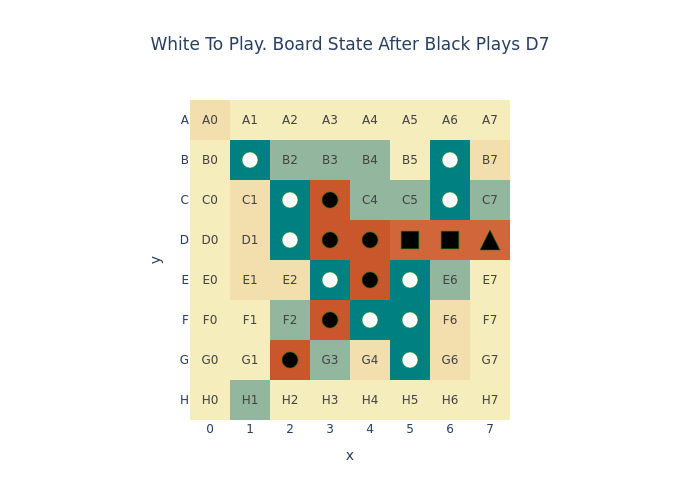 White To Play. Board State After Black Plays D7
A A0 A1 A2 A3 A4 A5 A6 A7
B B0 B2 B3 B4 B5 B7
C C0 C1 C4 C5 C7
D D0 D1
E E0 E1 E2 E6 E7
F F0 F1 F2 F6 F7
G G0 G1 G3 G4 G6 G7
H H0 H1 H2 H3 H4 H5 H6 H7
0 1 2 3 4 5 6 7
x
y